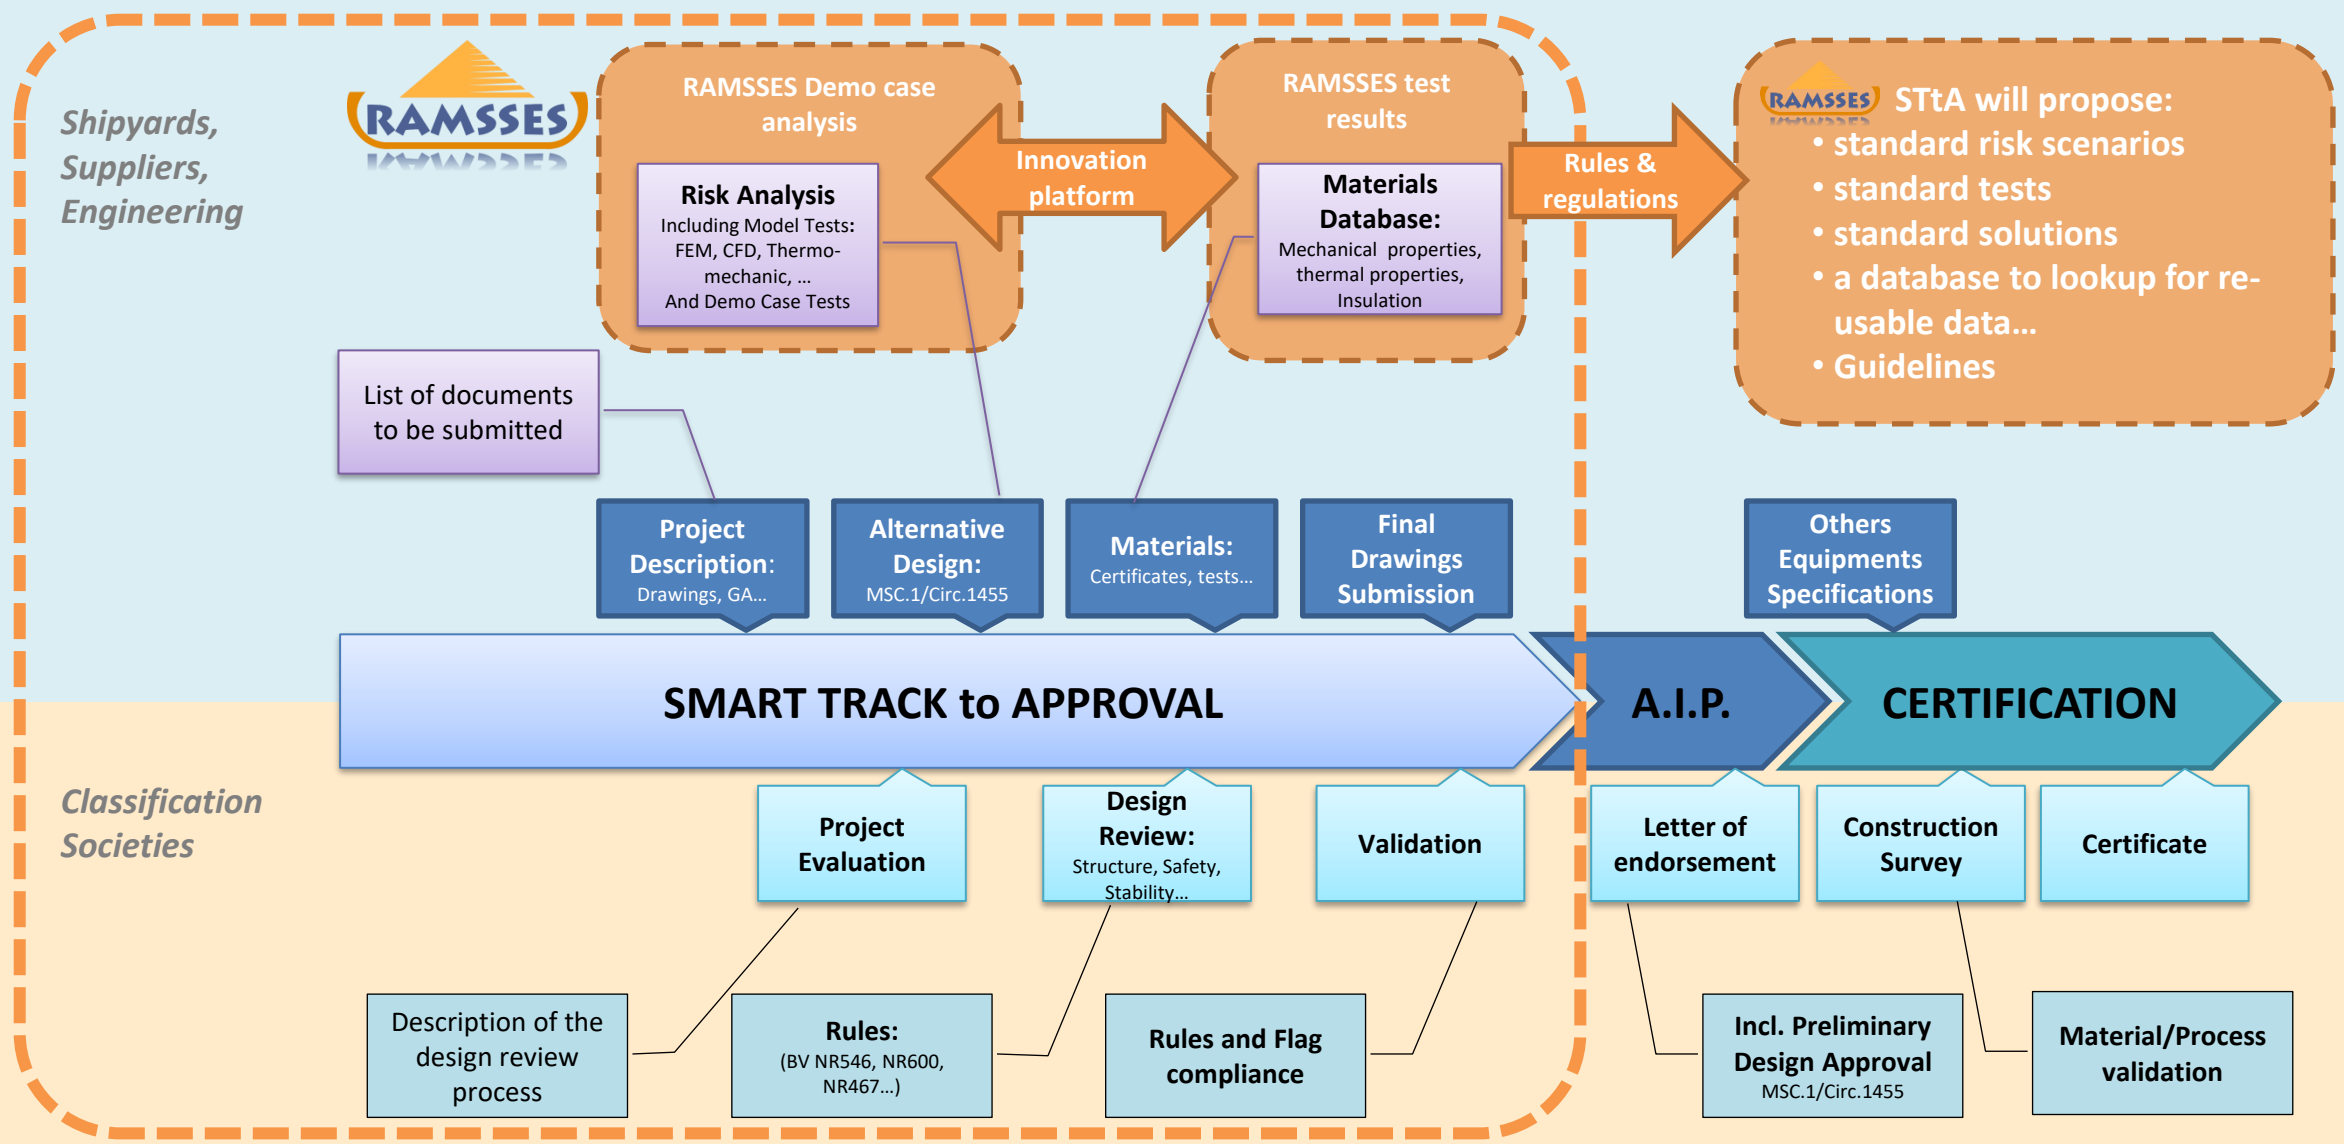 Shipyards,
Suppliers,
Engineering
RAMSSES
RAMSSES Demo case
analysis
Risk Analysis
Including Model Tests:
FEM, CFD, Thermo-
mechanic, ...
And Demo Case Tests
Innovation
platform
RAMSSES test
results
Materials
Database:
Mechanical properties,
thermal properties,
Insulation
Rules &
regulations
RAMSSES
STtA will propose:
• standard risk scenarios
• standard tests
• standard solutions
• a database to lookup for re-
usable data...
• Guidelines
List of documents
to be submitted
Project
Description:
Drawings, GA...
Alternative
Design:
MSC.1/Circ.1455
Materials:
Certificates, tests...
Final
Drawings
Submission
Others
Equipments
Specifications
SMART TRACK to APPROVAL
A.I.P.
CERTIFICATION
Classification
Societies
Project
Evaluation
Design
Review:
Structure, Safety,
Stability...
Validation
Letter of
endorsement
Construction
Survey
Certificate
Description of the
design review
process
Rules:
(BV NR546, NR600,
NR467...)
Rules and Flag
compliance
Incl. Preliminary
Design Approval
MSC.1/Circ.1455
Material/Process
validation